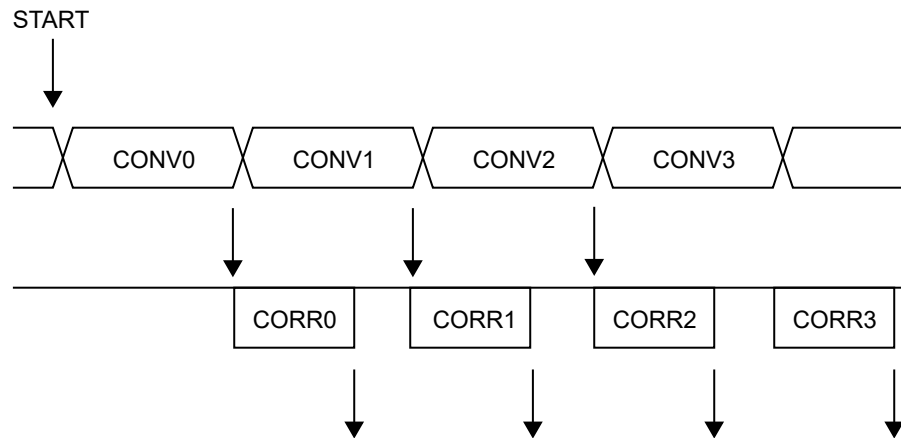 START
CONV0 CONV1 CONV2 CONV3
CORR0 CORR1 CORR2 CORR3